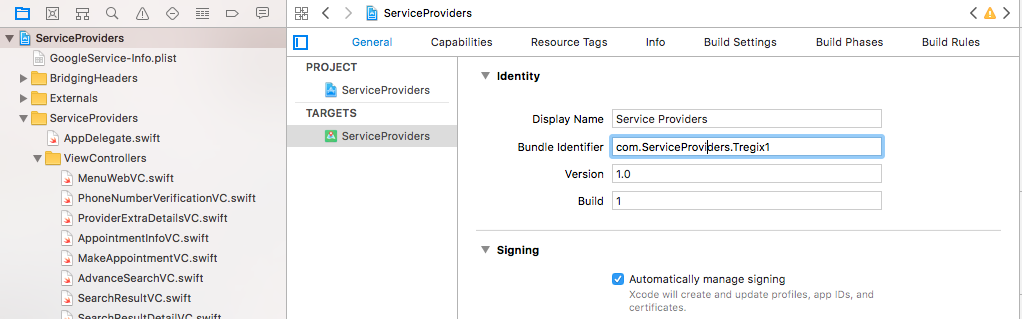 ServiceProviders
GoogleService-Info.plist
BridgingHeaders
Externals
ServiceProviders
AppDelegate.swift
ViewControllers
MenuWebVC.swift
PhoneNumberVerificationVC.swift
ProviderExtraDetailsVC.swift
AppointmentInfoVC.swift
MakeAppointmentVC.swift
AdvanceSearchVC.swift
SearchResultVC.swift
SearchResultDetailVC.swift
ServiceProviders
General Capabilities Resource Tags Info Build Settings Build Phases Build Rules
PROJECT
ServiceProviders
TARGETS
ServiceProviders
Identity
Display Name Service Providers
Bundle Identifier com.ServiceProviders.Tregix1
Version 1.0
Build 1
Signing
Automatically manage signing
Xcode will create and update profiles, app IDs, and
certificates.